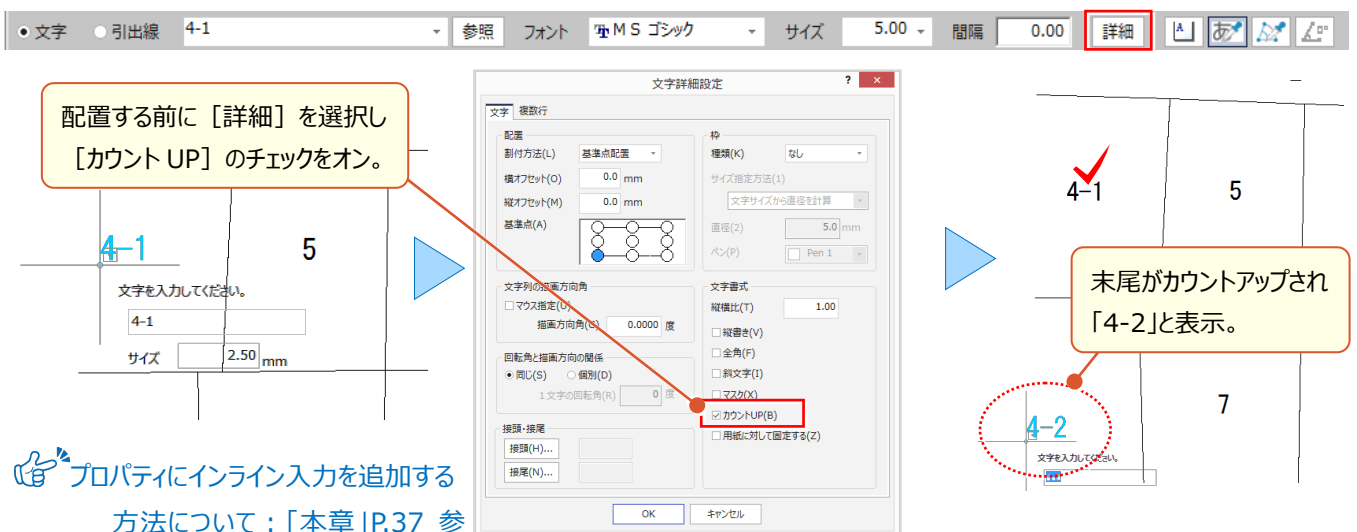 文字 引出線 4-1 参照 フォント MS ゴシック サイズ 5.00 間隔 0.00 詳細 A あ
配置する前に［詳細］を選択し
［カウント UP］のチェックをオン。
4-1
5
文字を入力してください。
4-1
サイズ 2.50 mm
プロパティにインライン入力を追加する
方法について：「本章」P.37 参
文字詳細設定 ? ×
文字 複数行
配置
割付方法(L) 基準点配置
横オフセット(O) 0.0 mm
縦オフセット(M) 0.0 mm
基準点(A)
文字列の描画方向角
マウス指定(U)
描画方向角(G) 0.0000 度
回転角と描画方向の関係
同じ(S) 個別(D)
1文字の回転角(R) 0 度
接頭・接尾
接頭(H)...
接尾(N)...
枠
種類(K) なし
サイズ指定方法(1)
文字サイズから直径を計算
直径(2) 5.0 mm
ペン(P) Pen 1
文字書式
縦横比(T) 1.00
縦書き(V)
全角(F)
斜文字(I)
マスク(X)
カウントUP(B)
用紙に対して固定する(Z)
OK キャンセル
4-1
5
末尾がカウントアップされ
「4-2」と表示。
7
4-2
文字を入力してください。